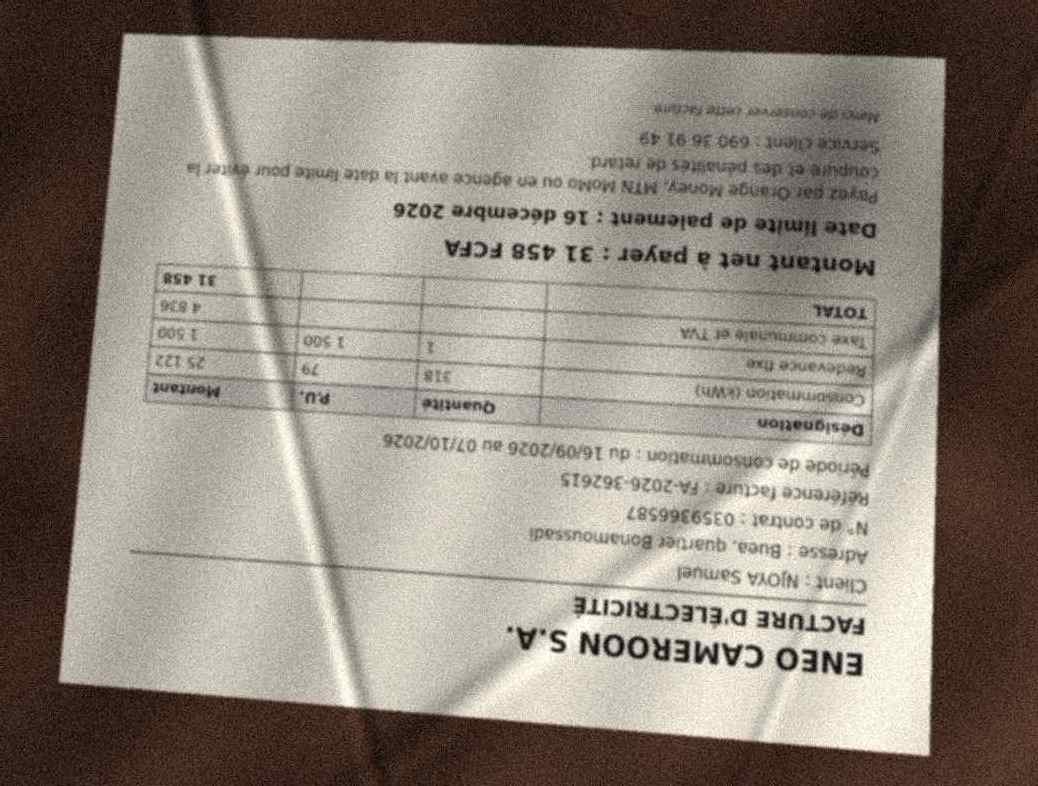 ENEO CAMEROON S.A.
FACTURE D'ÉLECTRICITÉ
Client : NJOYA Samuel
Adresse : Buea, quartier Bonamoussadi
N° de contrat : 0359366587
Référence facture : FA-2026-362615
Période de consommation : du 16/09/2026 au 07/10/2026
Désignation Quantité P.U. Montant
Consommation (kWh) 318 79 25 122
Redevance fixe 1 1 500 1 500
Taxe communale et TVA 4 836
TOTAL 31 458
Montant net à payer : 31 458 FCFA
Date limite de paiement : 16 décembre 2026
Payez par Orange Money, MTN MoMo ou en agence avant la date limite pour éviter la
coupure et des pénalités de retard.
Service client : 690 36 91 49
Merci de conserver cette facture.